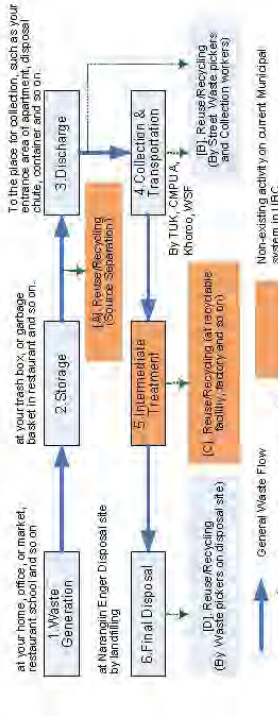 at your home, office, or market,
restaurant school and so on
at your trash box, or garbage
basket in restaurant and so on.
To the place for collection, such as your
entrance area of apartment, disposal
chute, container and so on.
1.Waste
Generation
2.Storage
3.Discharge
[A]. Reuse/Recycling
(Source Separation)
at Narangiin Enger Disposal site
by landfilling
6.Final Disposal
5.Intermediate
Treatment
4.Collection &
Transportation
By TUK, CMPUA,
Khoroo, WSF
[D]. Reuse/Recycling
(By Waste pickers on disposal site)
[C]. Reuse/Recycling (at recyclable
facility, factory and so on)
[B]. Reuse/Recycling
(By Street Waste pickers
and Collection workers)
General Waste Flow
Non-existing activity on current Municipal
system in UBC